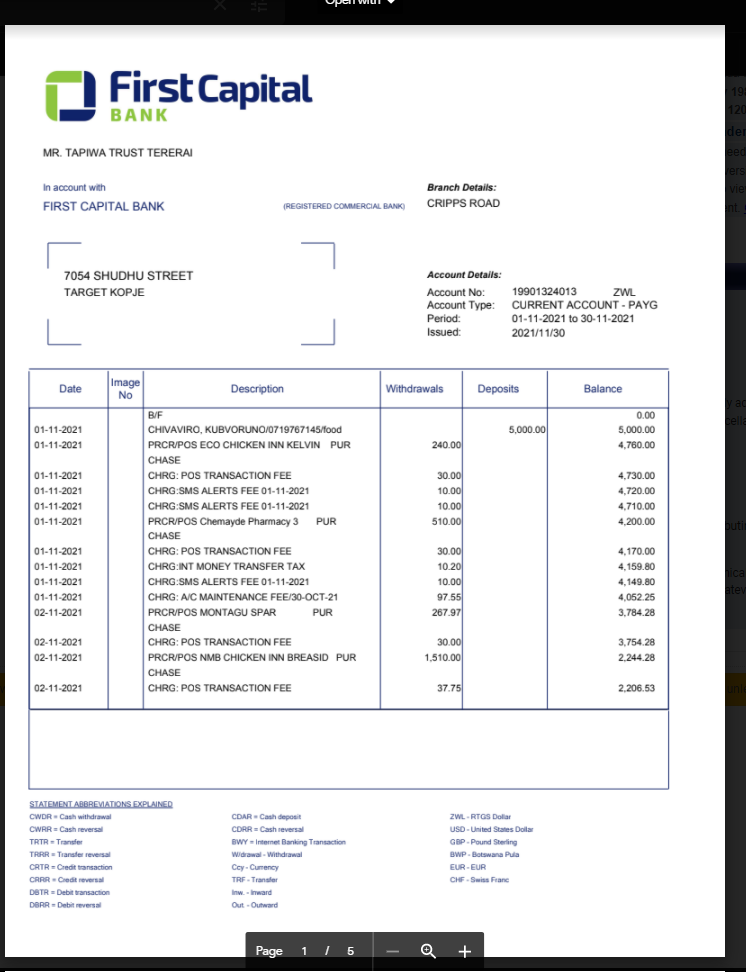 Open with
First Capital
BANK
MR. TAPIWA TRUST TERERAI
In account with
FIRST CAPITAL BANK (REGISTERED COMMERCIAL BANK)
Branch Details:
CRIPPS ROAD
7054 SHUDHU STREET
TARGET KOPJE
Account Details:
Account No: 19901324013 ZWL
Account Type: CURRENT ACCOUNT - PAYG
Period: 01-11-2021 to 30-11-2021
Issued: 2021/11/30
Date Image No Description Withdrawals Deposits Balance
B/F 0.00
01-11-2021 CHIVAVIRO, KUBVORUNO/0719767145/food 5,000.00 5,000.00
01-11-2021 PRCR/POS ECO CHICKEN INN KELVIN PUR 240.00 4,760.00
CHASE
01-11-2021 CHRG: POS TRANSACTION FEE 30.00 4,730.00
01-11-2021 CHRG:SMS ALERTS FEE 01-11-2021 10.00 4,720.00
01-11-2021 CHRG:SMS ALERTS FEE 01-11-2021 10.00 4,710.00
01-11-2021 PRCR/POS Chemayde Pharmacy 3 PUR 510.00 4,200.00
CHASE
01-11-2021 CHRG: POS TRANSACTION FEE 30.00 4,170.00
01-11-2021 CHRG:INT MONEY TRANSFER TAX 10.20 4,159.80
01-11-2021 CHRG:SMS ALERTS FEE 01-11-2021 10.00 4,149.80
01-11-2021 CHRG: A/C MAINTENANCE FEE/30-OCT-21 97.55 4,052.25
02-11-2021 PRCR/POS MONTAGU SPAR PUR 267.97 3,784.28
CHASE
02-11-2021 CHRG: POS TRANSACTION FEE 30.00 3,754.28
02-11-2021 PRCR/POS NMB CHICKEN INN BREASID PUR 1,510.00 2,244.28
CHASE
02-11-2021 CHRG: POS TRANSACTION FEE 37.75 2,206.53
STATEMENT ABBREVIATIONS EXPLAINED
CWDR = Cash withdrawal CDAR = Cash deposit ZWL - RTGS Dollar
CWRR = Cash reversal CDRR = Cash reversal USD - United States Dollar
TRTR = Transfer BWY = Internet Banking Transaction GBP - Pound Sterling
TRRR = Transfer reversal W/drawal - Withdrawal BWP - Botswana Pula
CRTR = Credit transaction Ccy - Currency EUR - EUR
CRRR = Credit reversal TRF - Transfer CHF - Swiss Franc
DBTR = Debit transaction Inw. - Inward
DBRR = Debit reversal Out. - Outward
Page 1 / 5